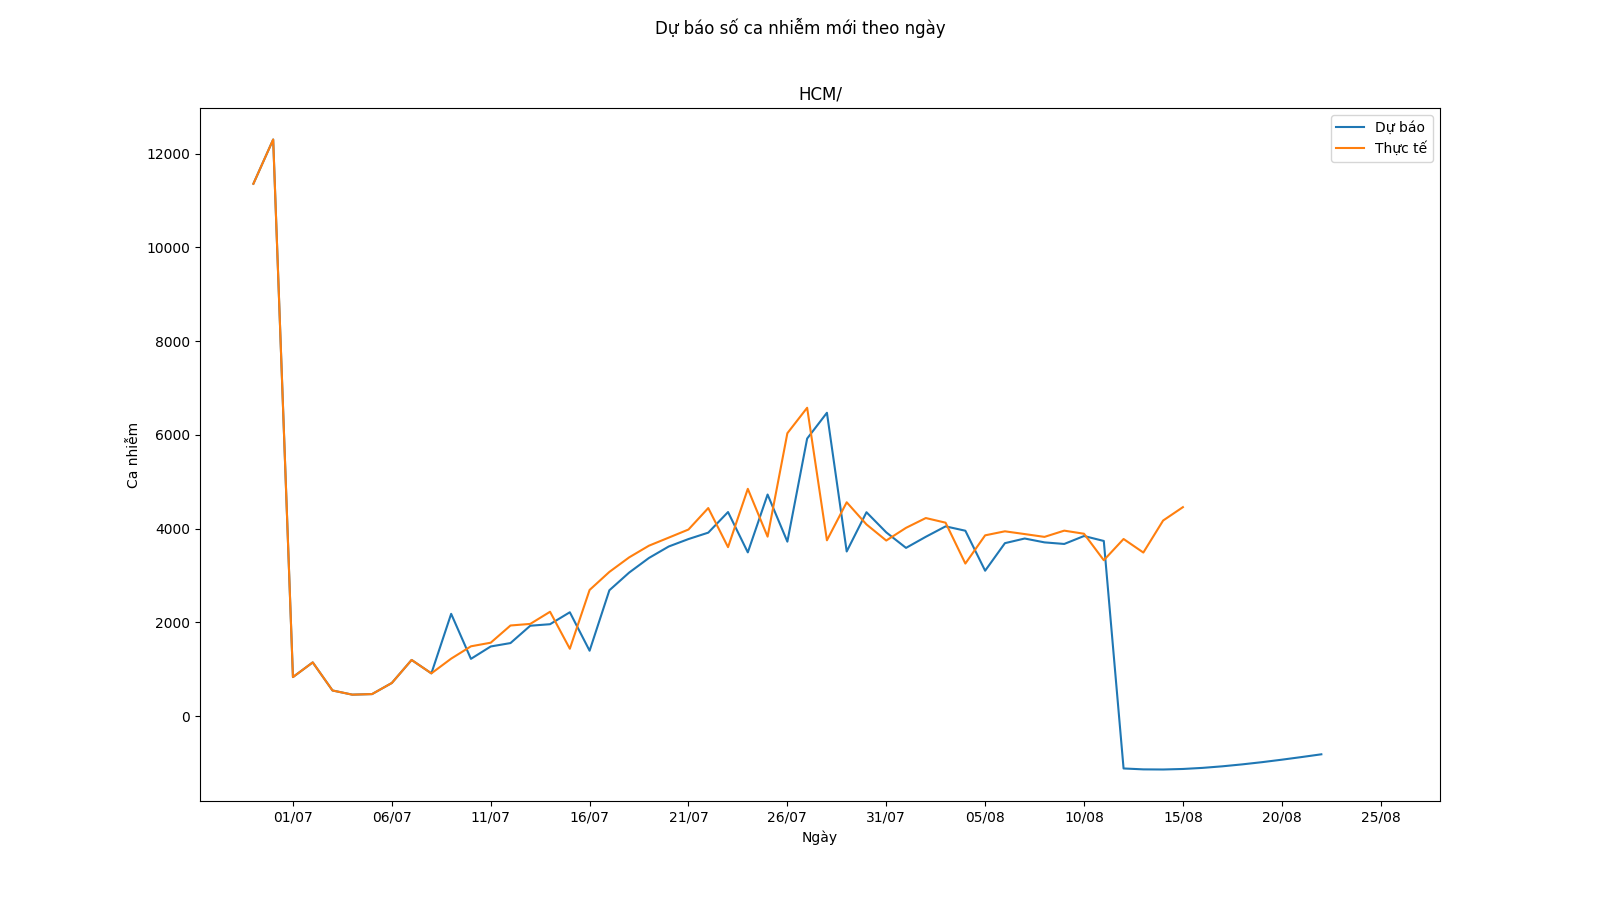 Dự báo số ca nhiễm mới theo ngày
HCM/
Dự báo
Thực tế
12000
10000
8000
6000
4000
2000
0
Ca nhiễm
01/07 06/07 11/07 16/07 21/07 26/07 31/07 05/08 10/08 15/08 20/08 25/08
Ngày